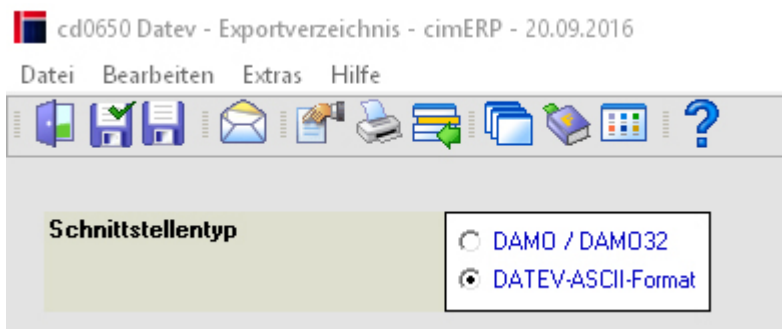 cd0650 Datev - Exportverzeichnis - cimERP - 20.09.2016
Datei Bearbeiten Extras Hilfe
Schnittstellentyp
DAMO / DAMO32
DATEV-ASCII-Format